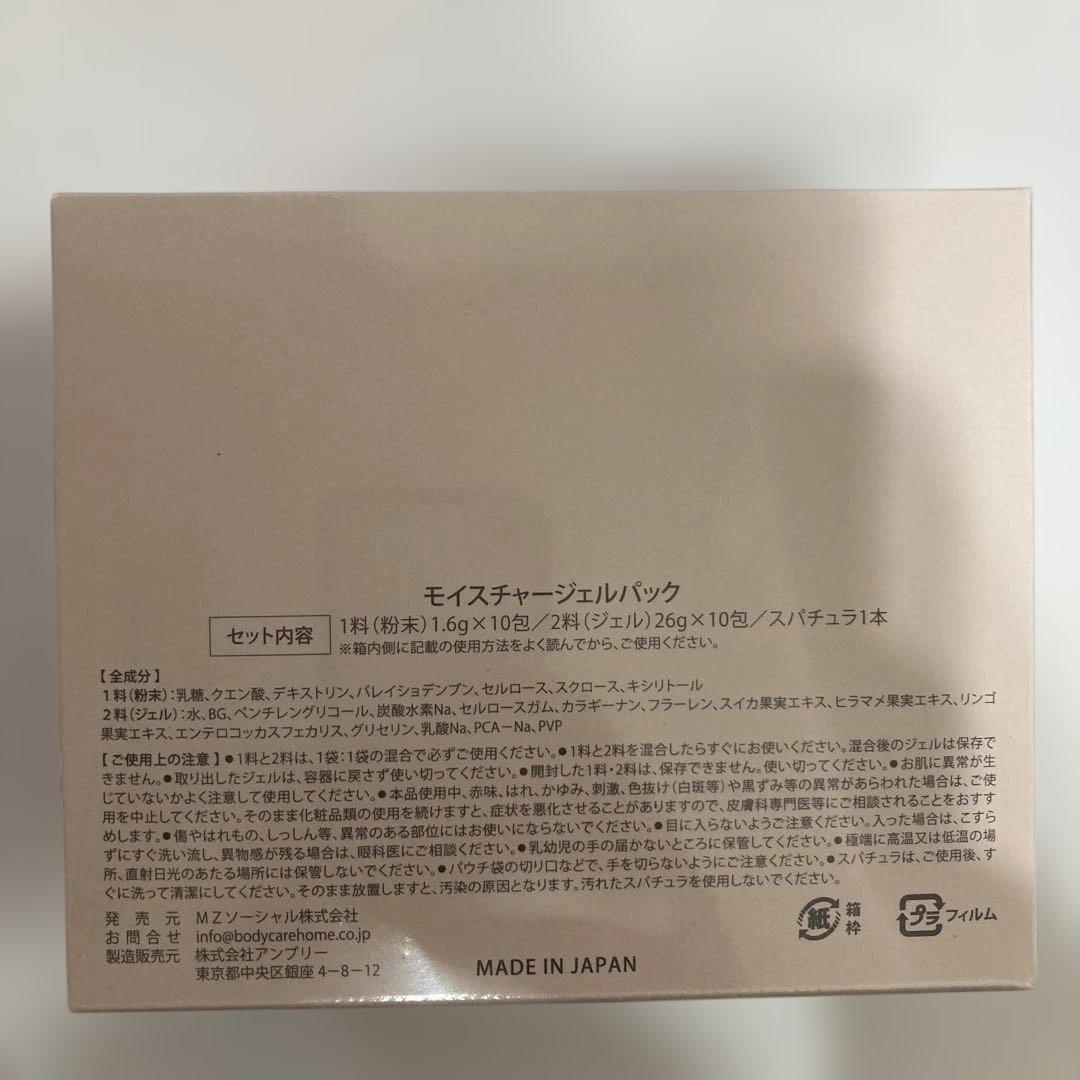 モイスチャージェルパック
セット内容 1料(粉末)1.6g×10包/2料(ジェル)26g×10包/スパチュラ1本
※箱内側に記載の使用方法をよく読んでから、ご使用ください。
【全成分】
1料(粉末):乳糖、クエン酸、デキストリン、バレイショデンプン、セルロース、スクロース、キシリトール
2料(ジェル):水、BG、ペンチレングリコール、炭酸水素Na、セルロースガム、カラギーナン、フラーレン、スイカ果実エキス、ヒラマメ果実エキス、リンゴ
果実エキス、エンテロコッカスフェカリス、グリセリン、乳酸Na、PCA-Na、PVP
【ご使用上の注意】●1料と2料は、1袋:1袋の混合で必ずご使用ください。●1料と2料を混合したらすぐにお使いください。混合後のジェルは保存で
きません。●取り出したジェルは、容器に戻さず使い切ってください。●開封した1料・2料は、保存できません。使い切ってください。●お肌に異常が生
じていないかよく注意して使用してください。●本品使用中、赤味、はれ、かゆみ、刺激、色抜け(白斑等)や黒ずみ等の異常があらわれた場合は、ご使
用を中止してください。そのまま化粧品類の使用を続けますと、症状を悪化させることがありますので、皮膚科専門医等にご相談されることをおすす
めします。●傷やはれもの、しっしん等、異常のある部位にはお使いにならないでください。●目に入らないようご注意ください。入った場合は、こすら
ずにすぐ洗い流し、異物感が残る場合は、眼科医にご相談ください。●乳幼児の手の届かないところに保管してください。●極端に高温又は低温の場
所、直射日光のあたる場所には保管しないでください。●パウチ袋の切り口などで、手を切らないようにご注意ください。●スパチュラは、ご使用後、す
ぐに洗って清潔にしてください。そのまま放置しますと、汚染の原因となります。汚れたスパチュラを使用しないでください。
発売元 MZソーシャル株式会社
お問合せ info@bodycarehome.co.jp
製造販売元 株式会社アンプリー
東京都中央区銀座4-8-12
MADE IN JAPAN
紙 箱 枠
プラ フィルム